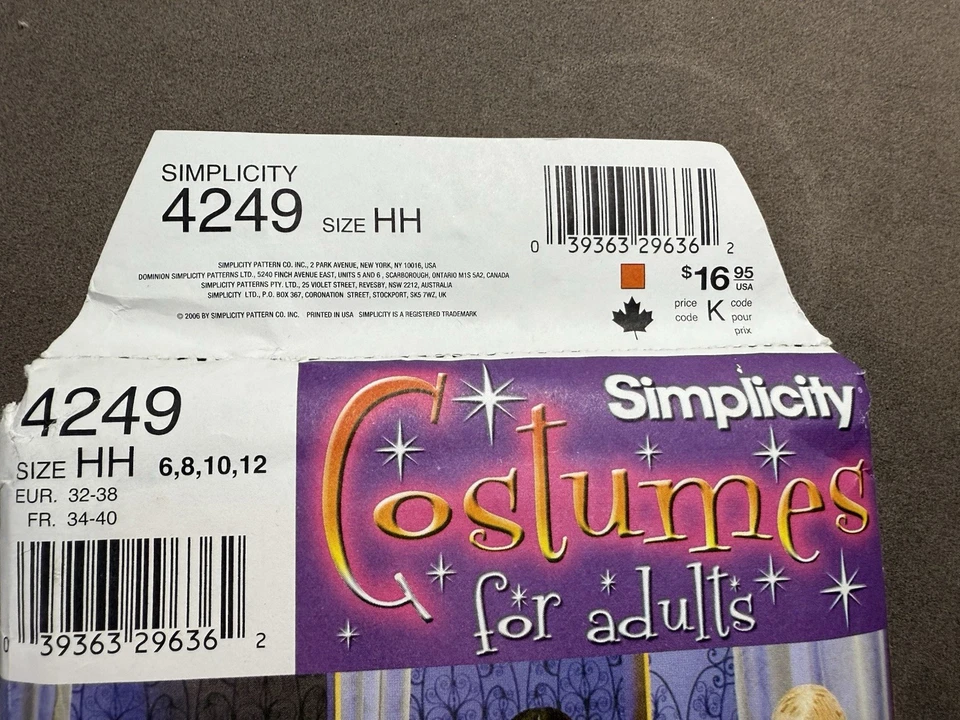 SIMPLICITY
4249 SIZE HH
0 39363 29636 2
SIMPLICITY PATTERN CO. INC., 2 PARK AVENUE, NEW YORK, NY 10016, USA
DOMINION SIMPLICITY PATTERNS LTD., 5240 FINCH AVENUE EAST, UNITS 5 AND 6, SCARBOROUGH, ONTARIO M1S 5A2, CANADA
SIMPLICITY PATTERNS PTY. LTD., 25 VIOLET STREET, REVESBY, NSW 2212, AUSTRALIA
SIMPLICITY LTD., P.O. BOX 367, CORONATION STREET, STOCKPORT, SK5 7WZ, UK
© 2006 BY SIMPLICITY PATTERN CO. INC. PRINTED IN USA SIMPLICITY IS A REGISTERED TRADEMARK
$16 95
USA
price code K code pour prix
4249
SIZE HH 6,8,10,12
EUR. 32-38
FR. 34-40
0 39363 29636 2
Simplicity
Costumes
for adults